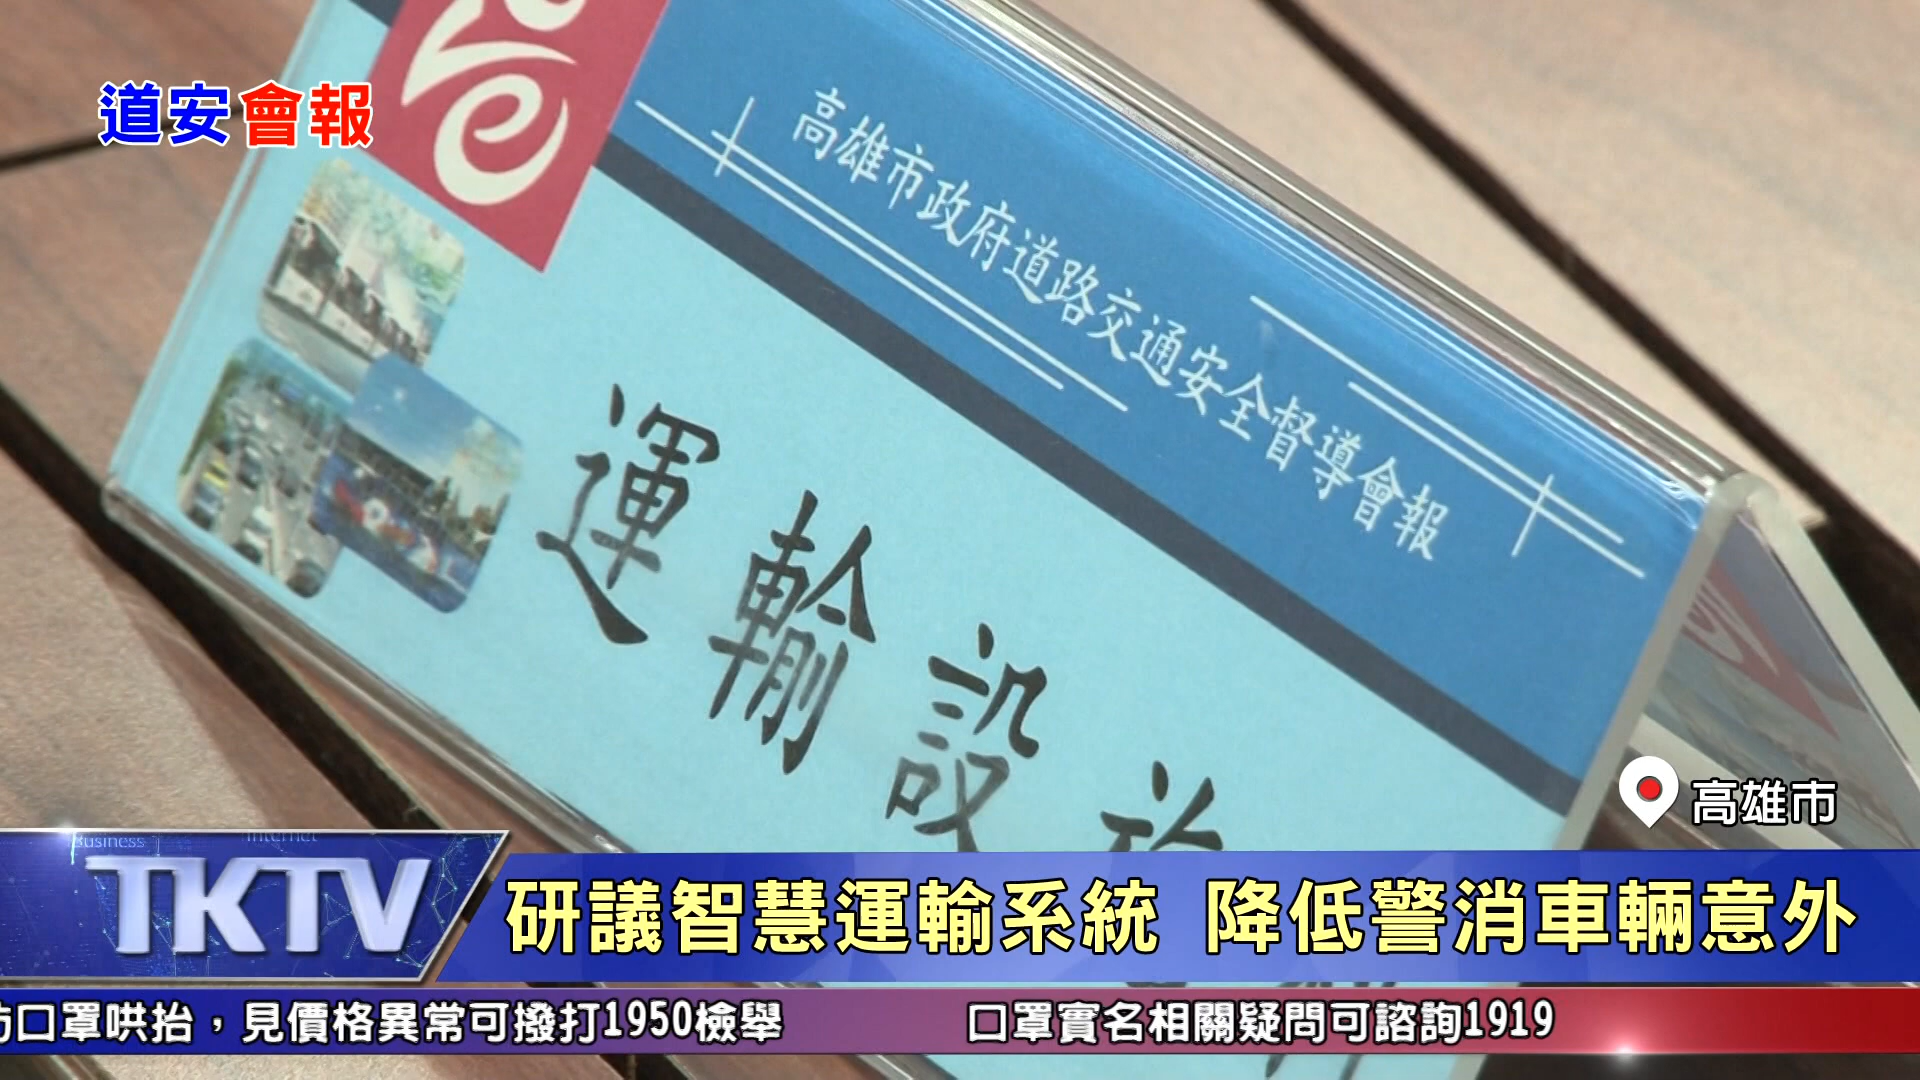 道安會報
高雄市政府道路交通安全督導會報
運輸設施
高雄市
Business
Internet
TKTV
研議智慧運輸系統 降低警消車輛意外
口罩哄抬，見價格異常可撥打1950檢舉
口罩實名相關疑問可諮詢1919